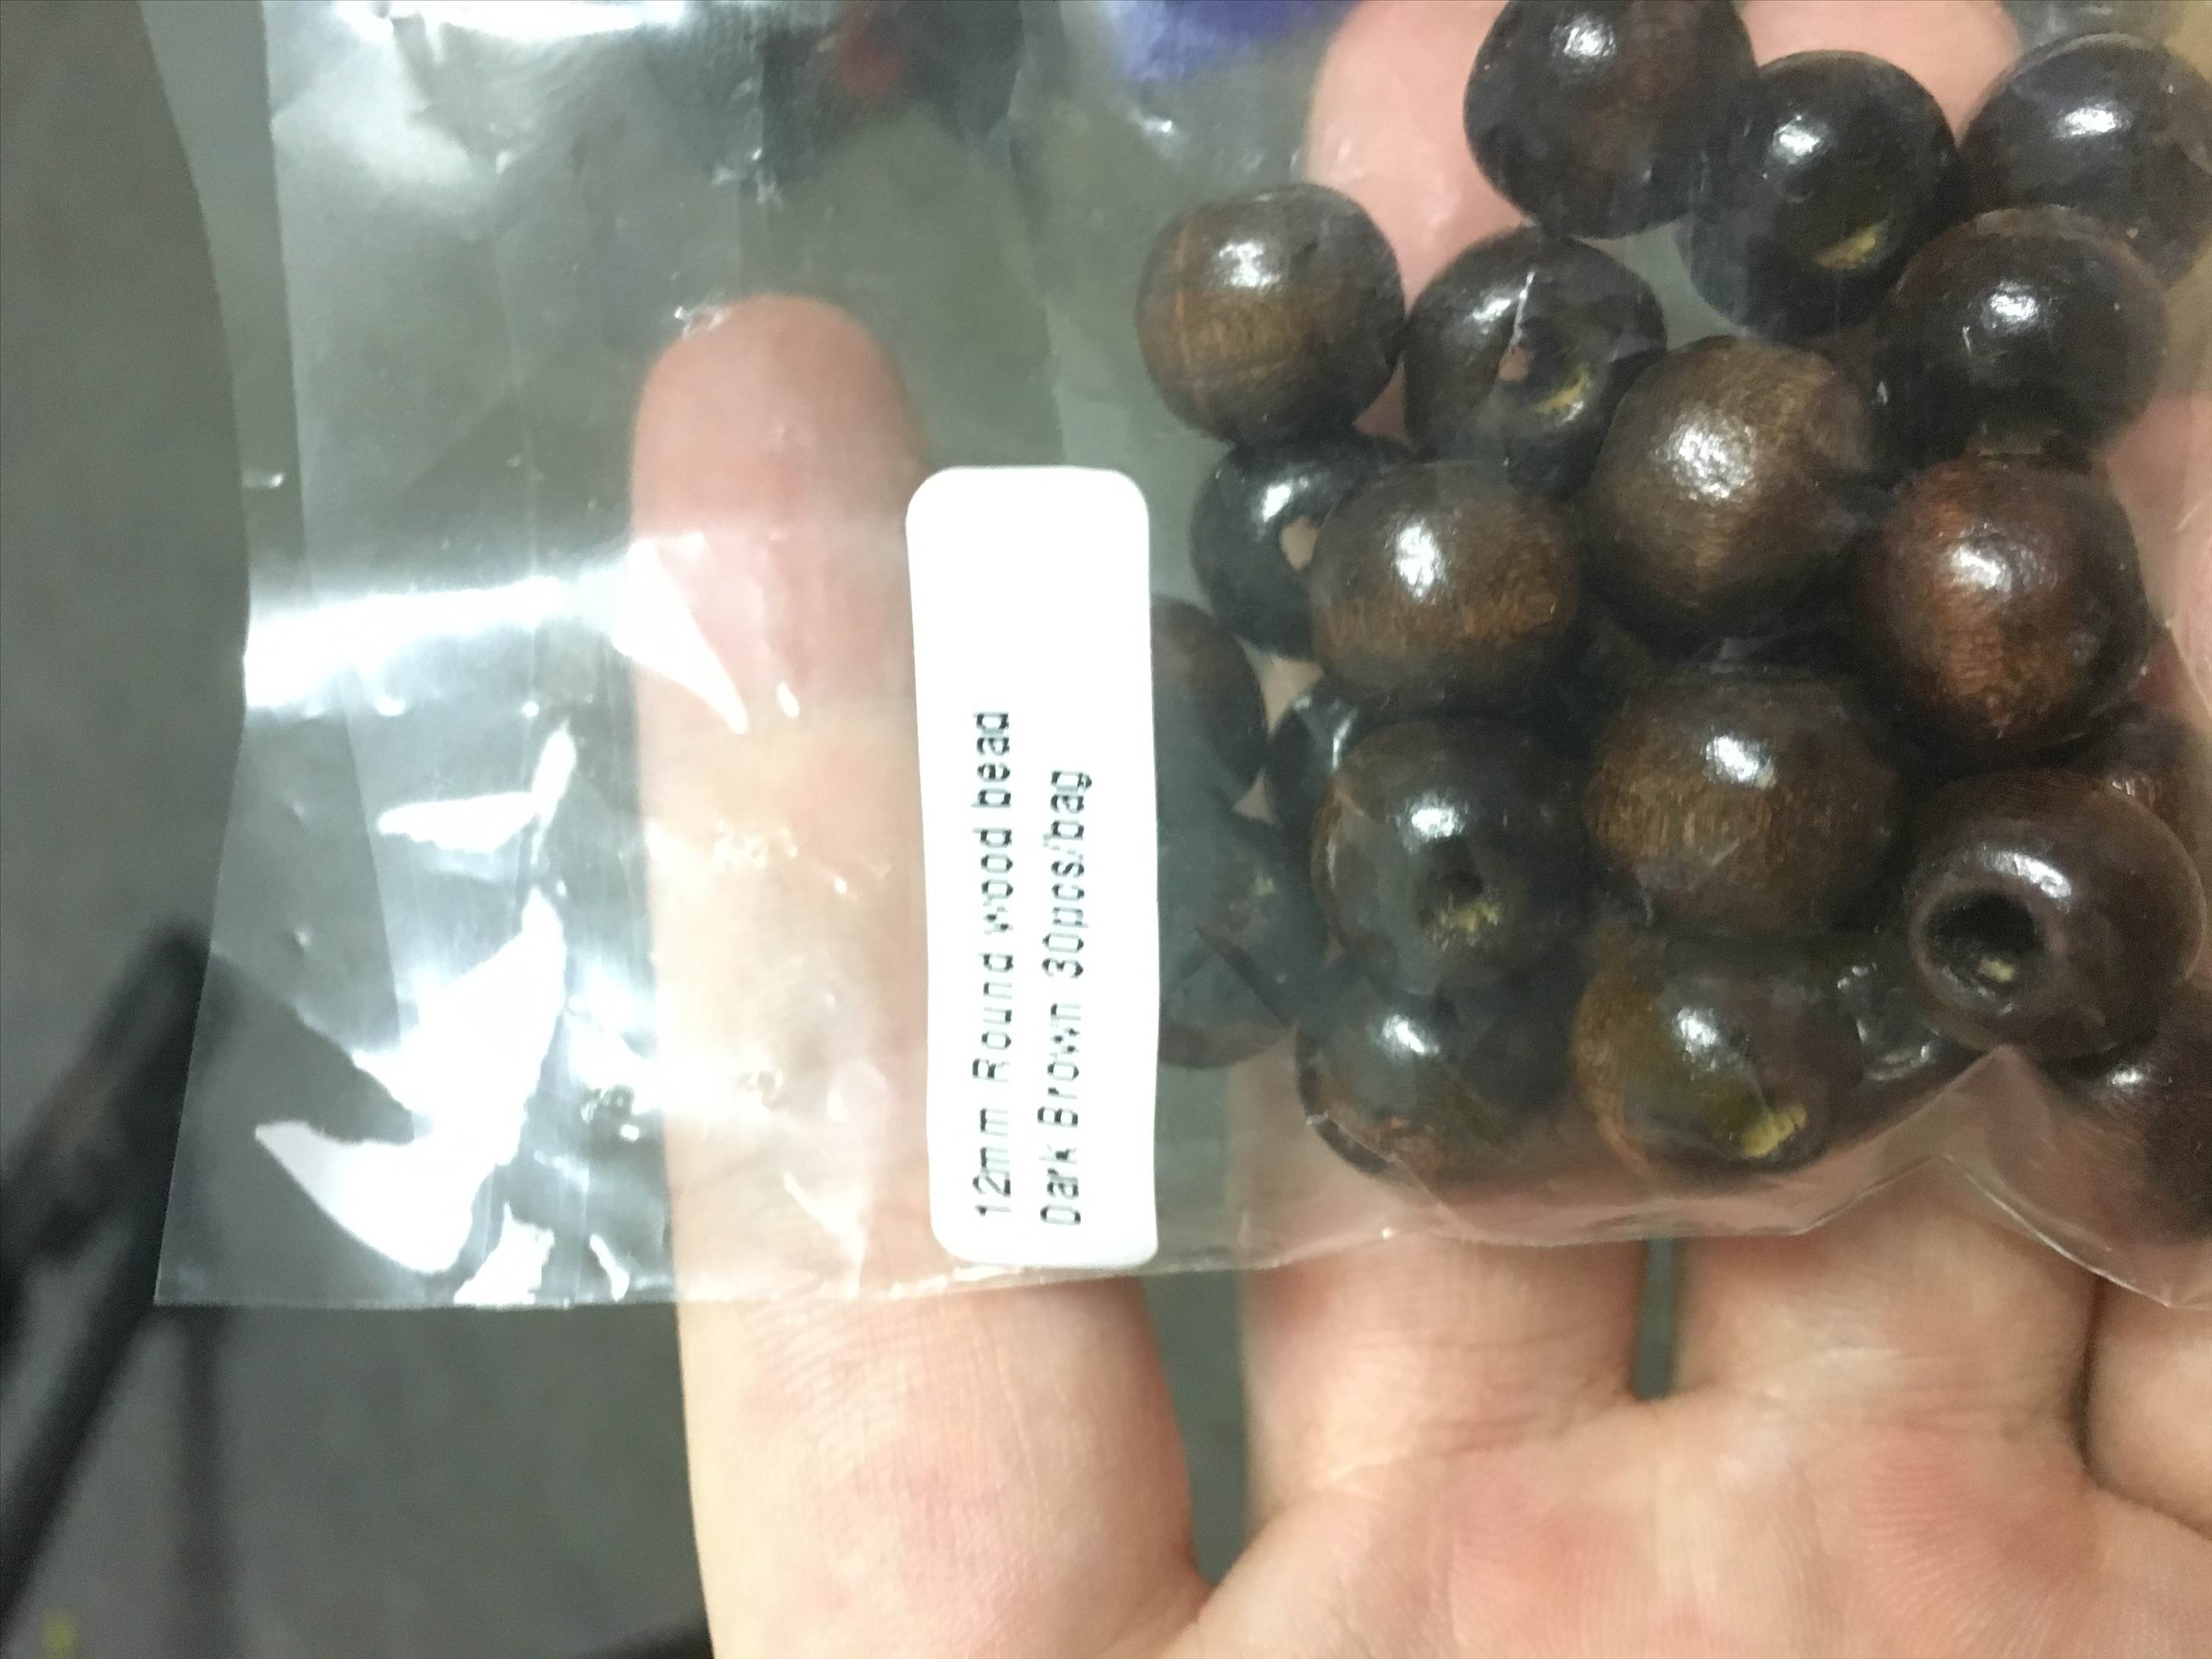 12mm Round wood bead
Dark Brown 30pcs/bag